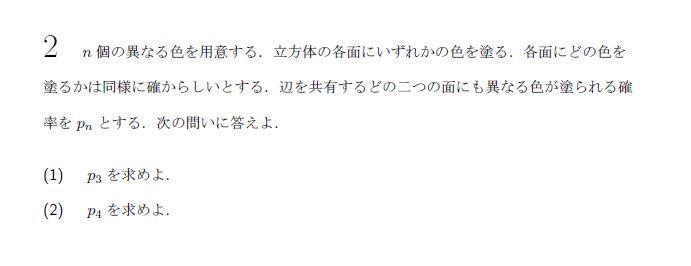 2 n 個の異なる色を用意する．立方体の各面にいずれかの色を塗る．各面にどの色を
塗るかは同様に確からしいとする．辺を共有するどの二つの面にも異なる色が塗られる確
率を pₙ とする．次の問いに答えよ．
(1) p₃ を求めよ．
(2) p₄ を求めよ．